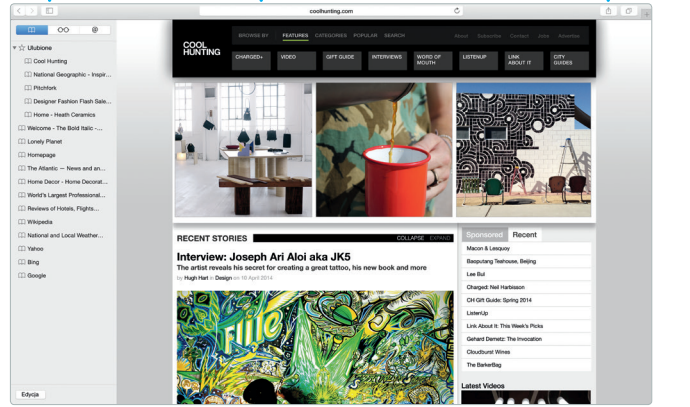 coolhunting.com
@
Ulubione
Cool Hunting
National Geographic - Inspir...
Pitchfork
Designer Fashion Flash Sale...
Home - Heath Ceramics
Welcome - The Bold Italic -...
Lonely Planet
Homepage
The Atlantic — News and an...
Home Decor - Home Decorat...
World's Largest Professional...
Reviews of Hotels, Flights...
Wikipedia
National and Local Weather...
Yahoo
Bing
Google
Edycja
COOL
HUNTING
BROWSE BY FEATURES CATEGORIES POPULAR SEARCH
About Subscribe Contact Jobs Advertise
CHARGED+
VIDEO
GIFT GUIDE
INTERVIEWS
WORD OF
MOUTH
LISTENUP
LINK
ABOUT IT
CITY
GUIDES
RECENT STORIES
COLLAPSE EXPAND
Interview: Joseph Ari Aloi aka JK5
The artist reveals his secret for creating a great tattoo, his new book and more
by Hugh Hart in Design on 16 April 2014
Sponsored Recent
Macon & Lesquoy
Baoputang Teahouse, Beijing
Lee Bul
Charged: Neil Harbisson
CH Gift Guide: Spring 2014
ListenUp
Link About It: This Week's Picks
Gehard Demetz: The Invocation
Cloudburst Wines
The BarkerBag
Latest Videos